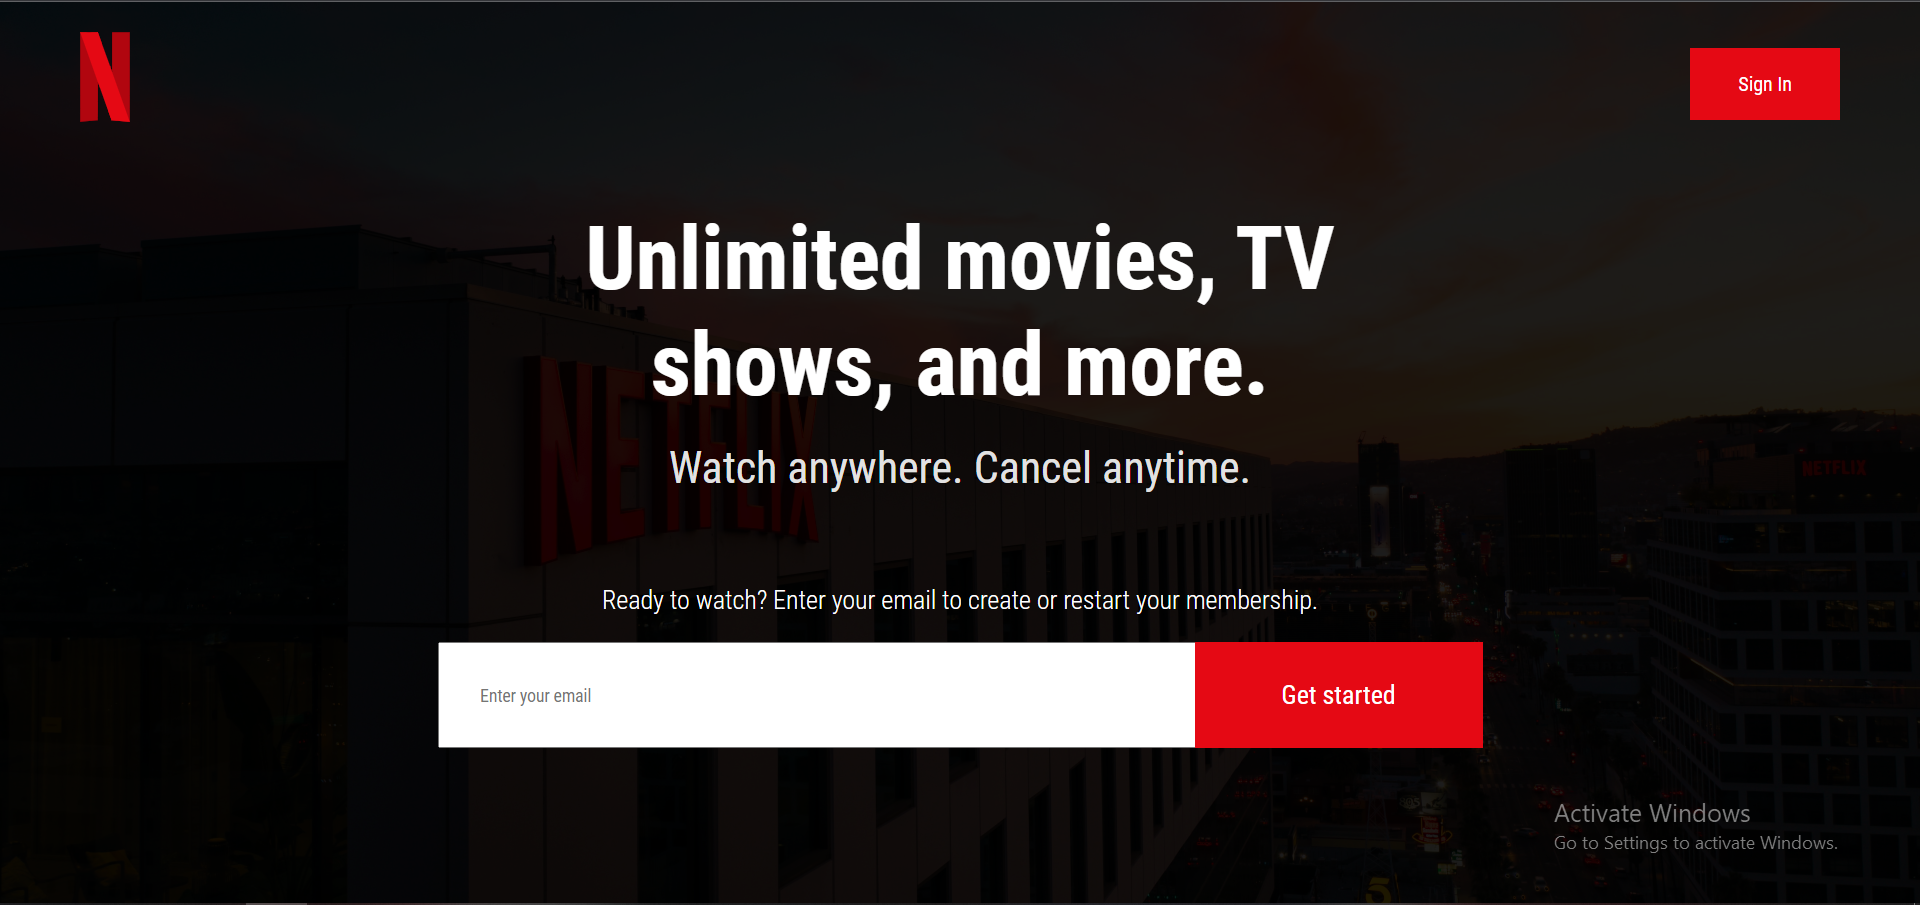 N
Sign In
Unlimited movies, TV
shows, and more.
NETFLIX
Watch anywhere. Cancel anytime.
NETFLIX
Ready to watch? Enter your email to create or restart your membership.
Enter your email
Get started
Activate Windows
Go to Settings to activate Windows.
5